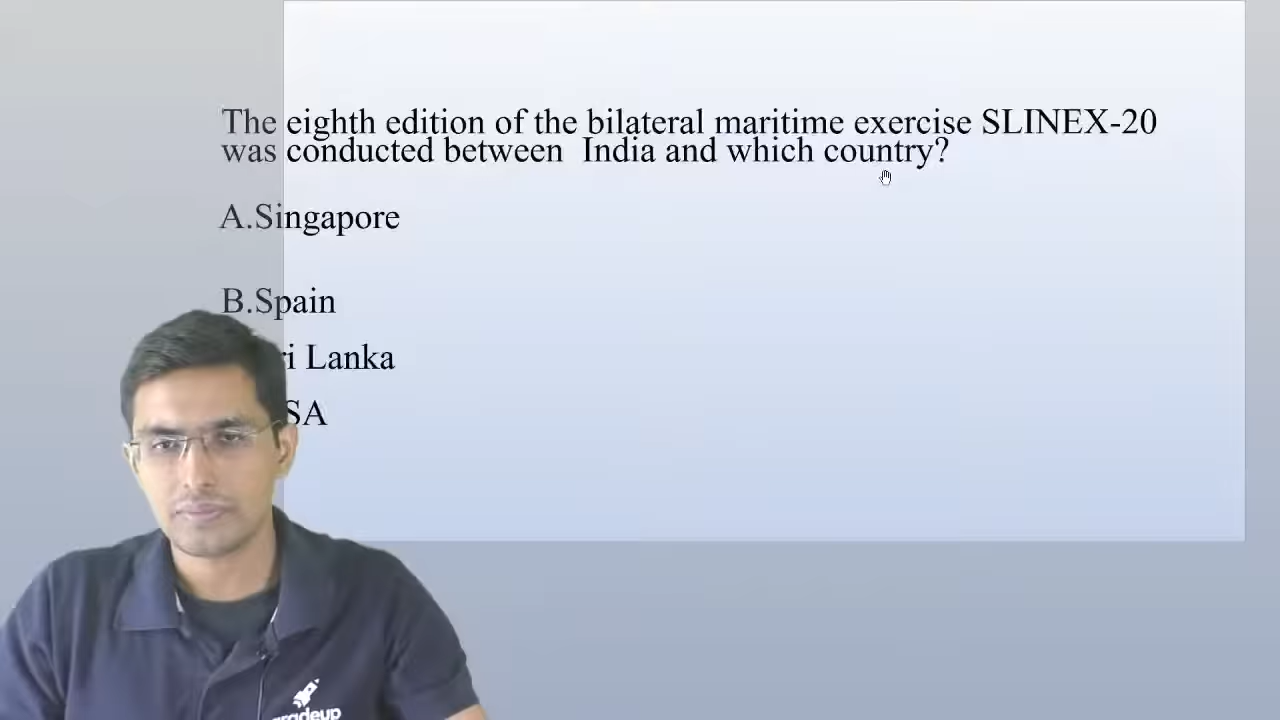 The eighth edition of the bilateral maritime exercise SLINEX-20
was conducted between India and which country?
A.Singapore
B.Spain
Lanka